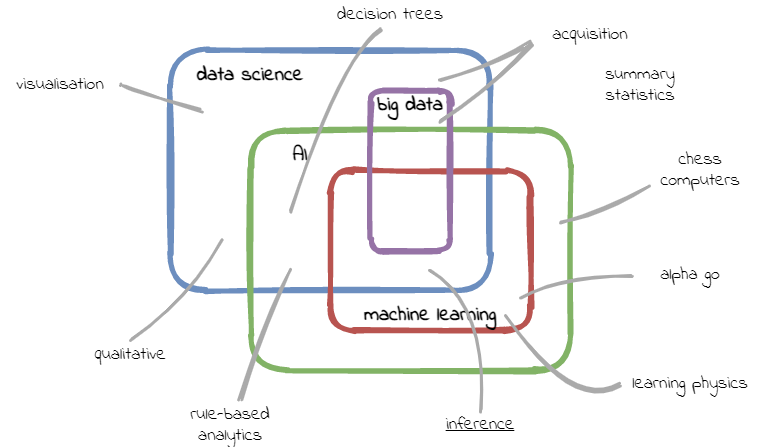 decision trees
acquisition
data science
visualisation
summary
statistics
big data
AI
chess
computers
alpha go
machine learning
qualitative
learning physics
rule-based
analytics
inference